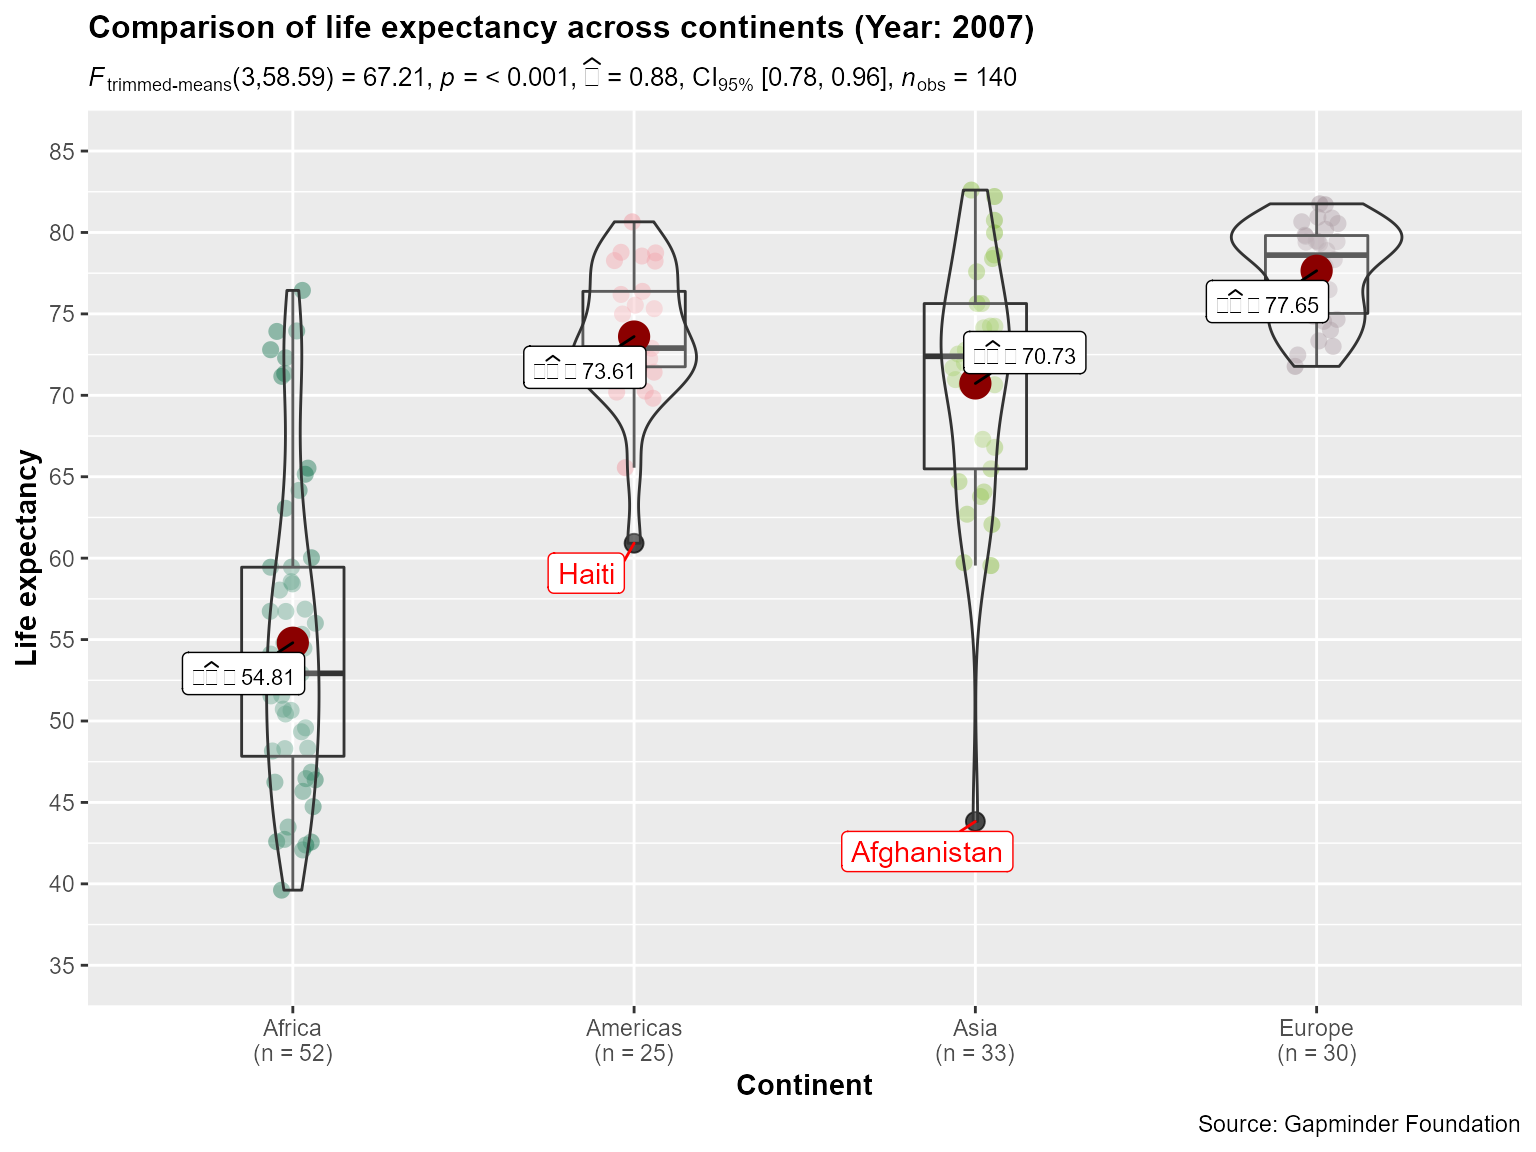 Comparison of life expectancy across continents (Year: 2007)
F trimmed-means(3,58.59) = 67.21, p = < 0.001, □̂ = 0.88, CI95% [0.78, 0.96], nobs = 140
Life expectancy
85
80
75
70
65
60
55
50
45
40
35
□□̂ □ 54.81
□□̂ □ 73.61
□□̂ □ 70.73
□□̂ □ 77.65
Haiti
Afghanistan
Africa
(n = 52)
Americas
(n = 25)
Asia
(n = 33)
Europe
(n = 30)
Continent
Source: Gapminder Foundation